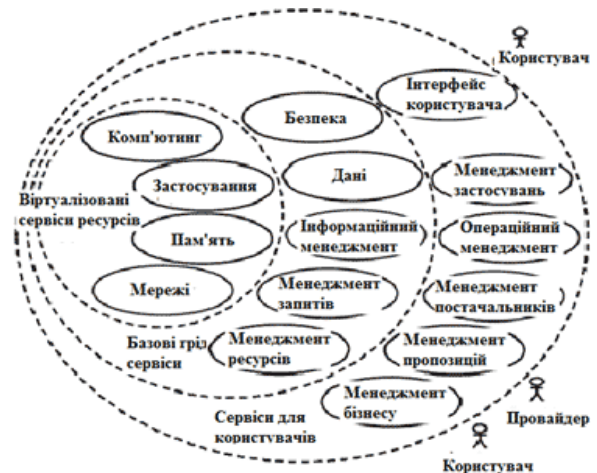 Користувач
Інтерфейс
користувача
Безпека
Комп'ютинг
Застосування
Дані
Менеджмент
застосувань
Віртуалізовані
сервіси ресурсів
Пам'ять
Інформаційний
менеджмент
Операційний
менеджмент
Мережі
Менеджмент
запитів
Менеджмент
постачальників
Базові грід
сервіси
Менеджмент
ресурсів
Менеджмент
пропозицій
Менеджмент
бізнесу
Сервіси для
користувачів
Провайдер
Користувач